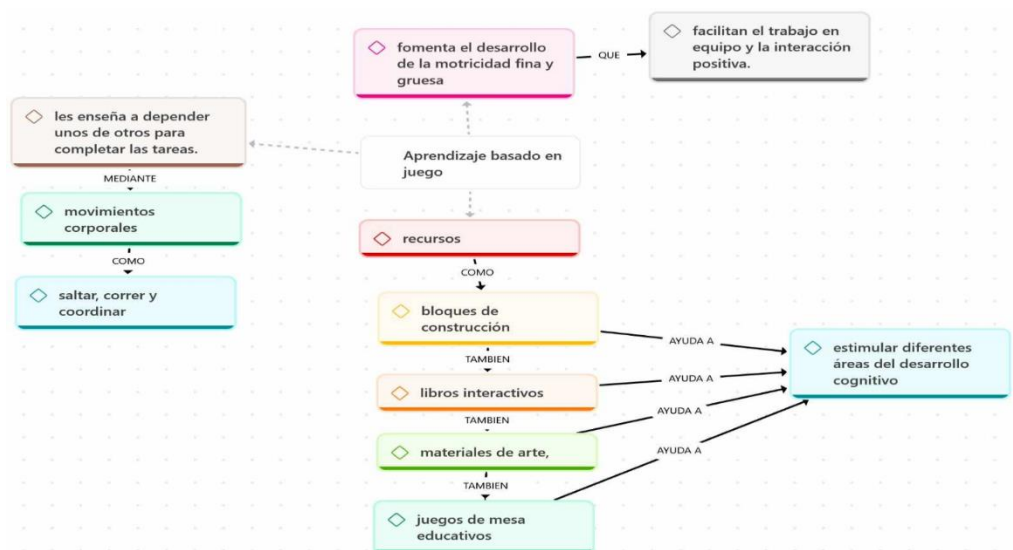 facilitan el trabajo en
equipo y la interacción
positiva.
QUE
fomenta el desarrollo
de la motricidad fina y
gruesa
les enseña a depender
unos de otros para
completar las tareas.
Aprendizaje basado en
juego
MEDIANTE
movimientos
corporales
recursos
COMO
COMO
saltar, correr y
coordinar
bloques de
construcción
AYUDA A
estimular diferentes
áreas del desarrollo
cognitivo
TAMBIEN
libros interactivos
AYUDA A
TAMBIEN
AYUDA A
materiales de arte,
AYUDA A
TAMBIEN
juegos de mesa
educativos